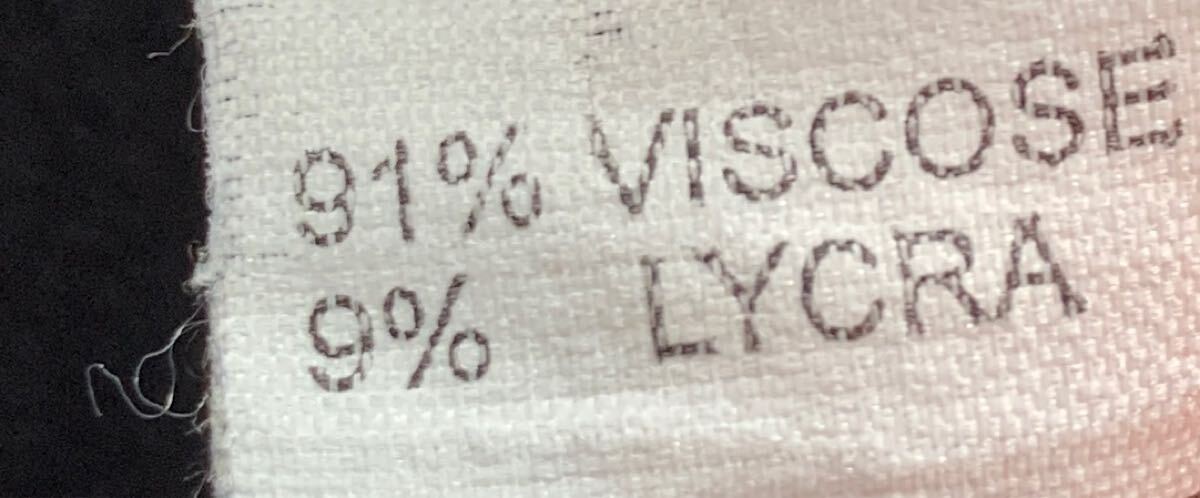 91% VISCOSE
9% LYCRA